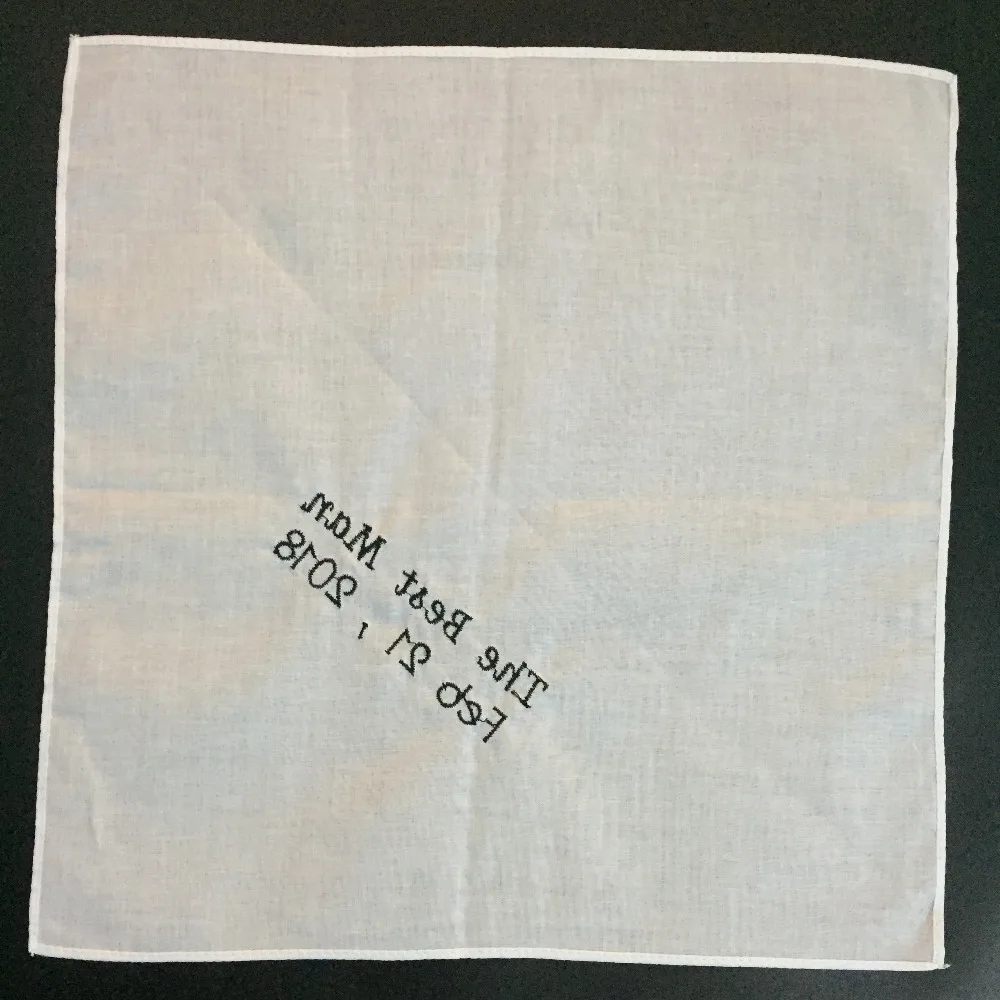 The Best Man
Feb 21, 2018